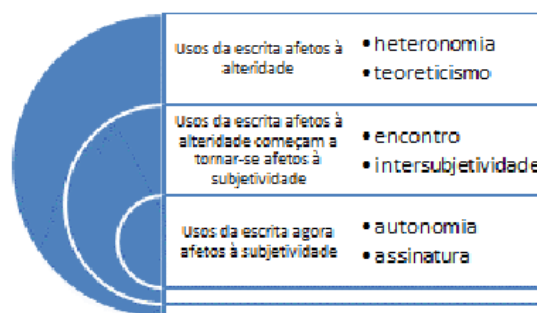 Usos da escrita afetos à
alteridade
• heteronomia
• teoreticismo
Usos da escrita afetos à
alteridade começam a
tornar-se afetos à
subjetividade
• encontro
• intersubjetividade
Usos da escrita agora
afetos à subjetividade
• autonomia
• assinatura